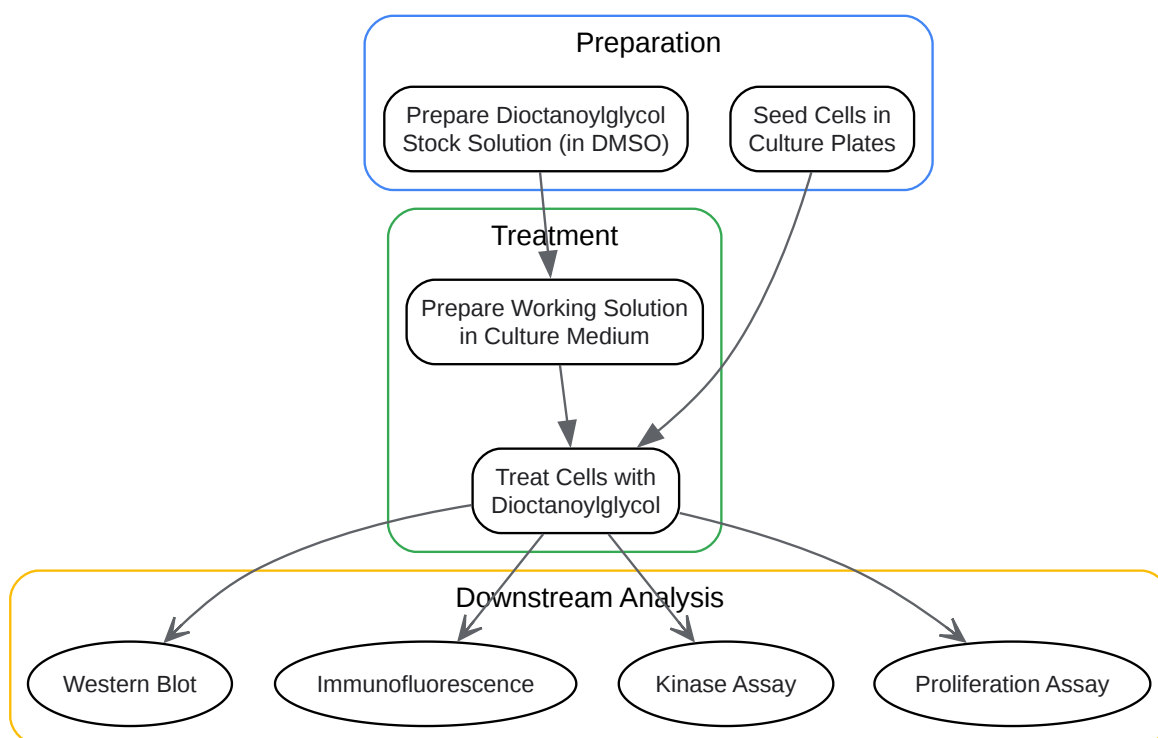 Preparation
Prepare Dioctanoylglycol
Stock Solution (in DMSO)
Seed Cells in
Culture Plates
Treatment
Prepare Working Solution
in Culture Medium
Treat Cells with
Dioctanoylglycol
Downstream Analysis
Western Blot
Immunofluorescence
Kinase Assay
Proliferation Assay